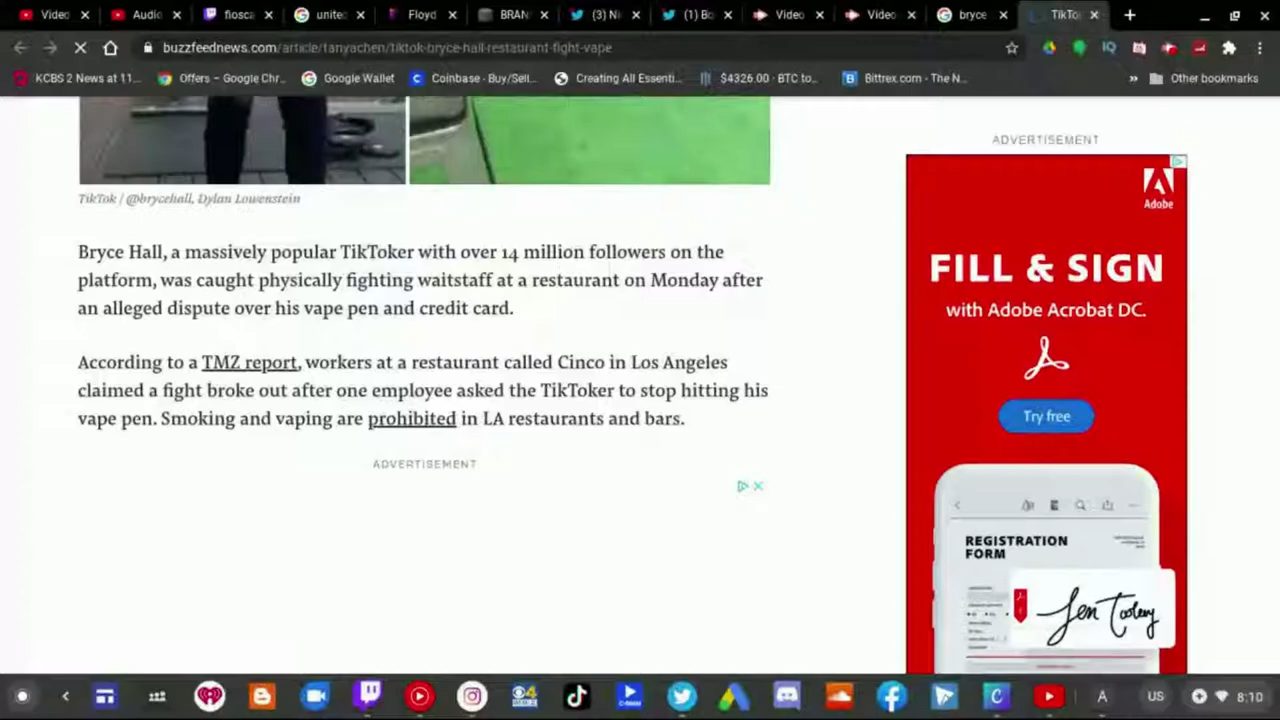 Video
Audio
fiosca
unitec
Floyd
BRAN
(3) Ni
(1) Bo
Video
Video
bryce
TikTo
buzzfeednews.com/article/tanyachen/tiktok-bryce-hall-restaurant-fight-vape
KCBS 2 News at 11...
Offers – Google Chr...
Google Wallet
Coinbase - Buy/Sell...
Creating All Essenti...
$4326.00 · BTC to...
Bittrex.com - The N...
Other bookmarks
TikTok / @brycehall, Dylan Lowenstein
Bryce Hall, a massively popular TikToker with over 14 million followers on the
platform, was caught physically fighting waitstaff at a restaurant on Monday after
an alleged dispute over his vape pen and credit card.
According to a TMZ report, workers at a restaurant called Cinco in Los Angeles
claimed a fight broke out after one employee asked the TikToker to stop hitting his
vape pen. Smoking and vaping are prohibited in LA restaurants and bars.
ADVERTISEMENT
ADVERTISEMENT
Adobe
FILL & SIGN
with Adobe Acrobat DC.
Try free
REGISTRATION
FORM
A
US
8:10